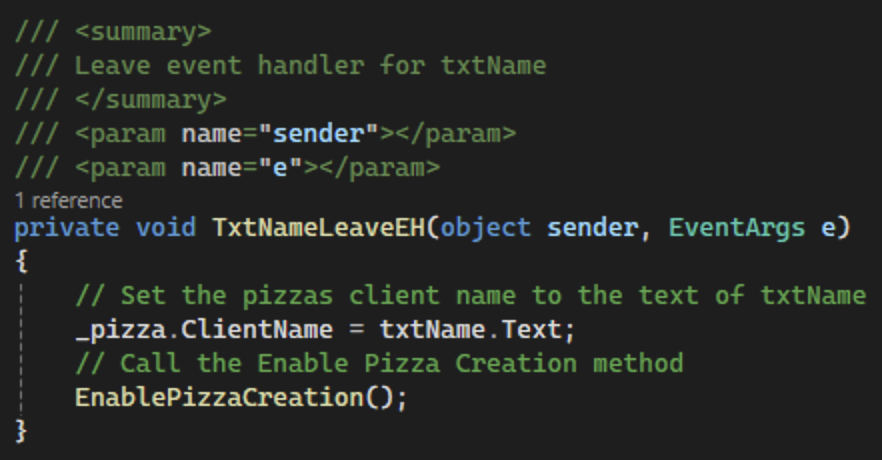 /// <summary>
/// Leave event handler for txtName
/// </summary>
/// <param name="sender"></param>
/// <param name="e"></param>
1 reference
private void TxtNameLeaveEH(object sender, EventArgs e)
{
// Set the pizzas client name to the text of txtName
_pizza.ClientName = txtName.Text;
// Call the Enable Pizza Creation method
EnablePizzaCreation();
}